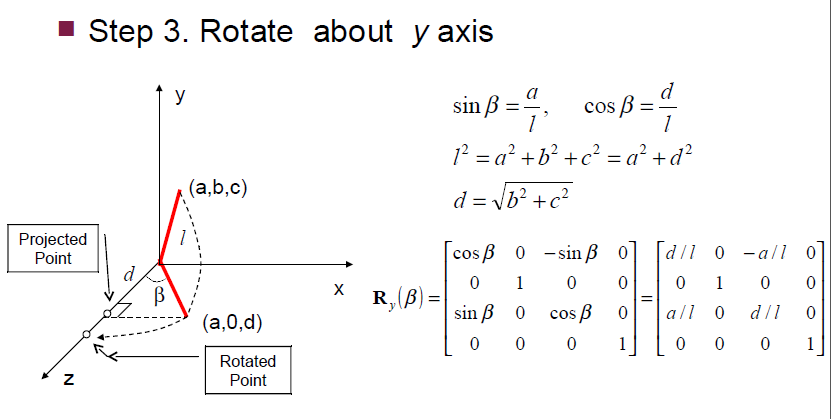 Step 3. Rotate about y axis
y
(a,b,c)
l
Projected
Point
d
β
x
(a,0,d)
Rotated
Point
z
sin β = a/l, cos β = d/l
l² = a² + b² + c² = a² + d²
d = √(b² + c²)
R_y(β) = [cos β 0 −sin β 0; 0 1 0 0; sin β 0 cos β 0; 0 0 0 1] = [d/l 0 −a/l 0; 0 1 0 0; a/l 0 d/l 0; 0 0 0 1]